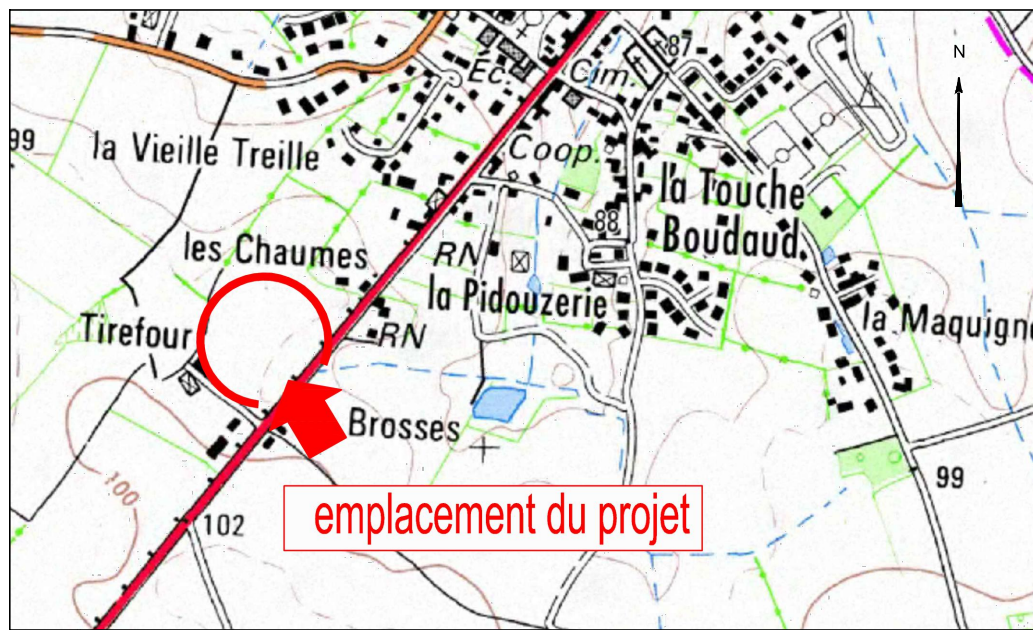 N
87
Éc.
Cim.
99
la Vieille Treille
Coop.
la Touche
Boudaud
88
les Chaumes
RN
la Pidouzerie
Tirefour
RN
la Maquign
Brosses
100
99
102
emplacement du projet